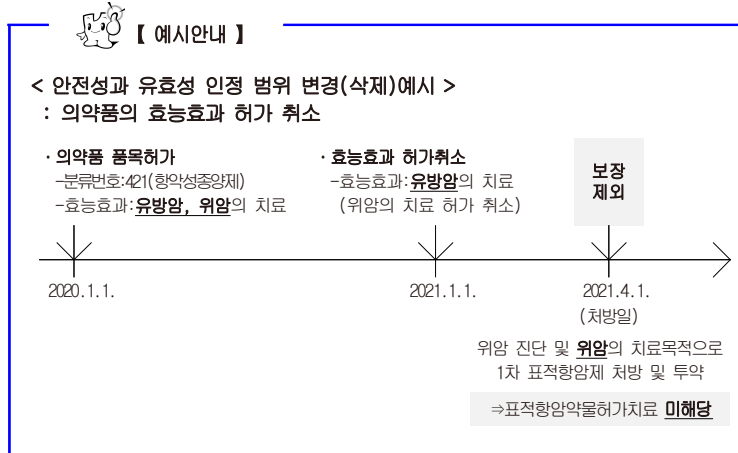 【 예시안내 】
< 안전성과 유효성 인정 범위 변경(삭제)예시 >
: 의약품의 효능효과 허가 취소
· 의약품 품목허가
-분류번호:421(항악성종양제)
-효능효과:유방암, 위암의 치료
· 효능효과 허가취소
-효능효과:유방암의 치료
(위암의 치료 허가 취소)
보장
제외
2020.1.1.
2021.1.1.
2021.4.1.
(처방일)
위암 진단 및 위암의 치료목적으로
1차 표적항암제 처방 및 투약
⇒표적항암약물허가치료 미해당